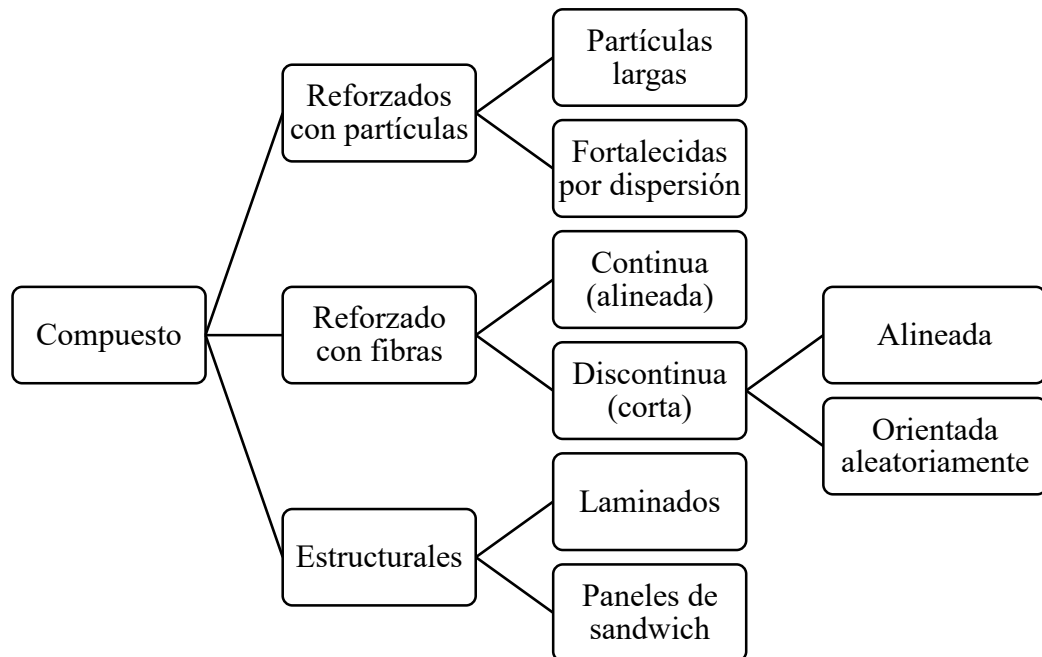 Compuesto
Reforzados
con partículas
Partículas
largas
Fortalecidas
por dispersión
Reforzado
con fibras
Continua
(alineada)
Discontinua
(corta)
Alineada
Orientada
aleatoriamente
Estructurales
Laminados
Paneles de
sandwich